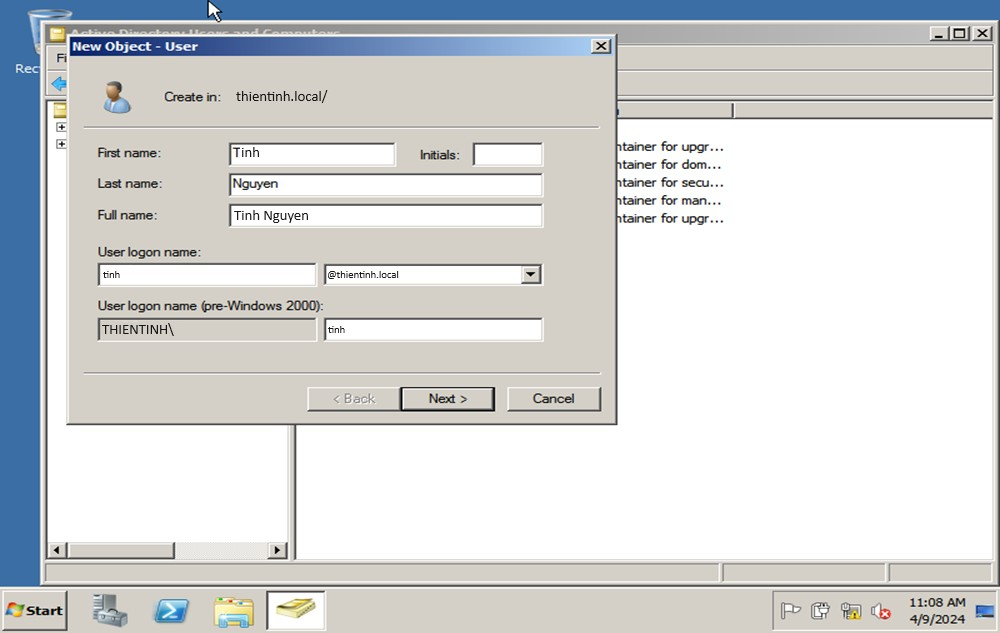 Active Directory Users and Computers
New Object - User
Create in: thientinh.local/
First name: Tinh Initials:
Last name: Nguyen
Full name: Tinh Nguyen
User logon name:
tinh @thientinh.local
User logon name (pre-Windows 2000):
THIENTINH\ tinh
< Back Next > Cancel
ntainer for upgr...
ntainer for dom...
ntainer for secu...
ntainer for man...
ntainer for upgr...
Start
11:08 AM
4/9/2024